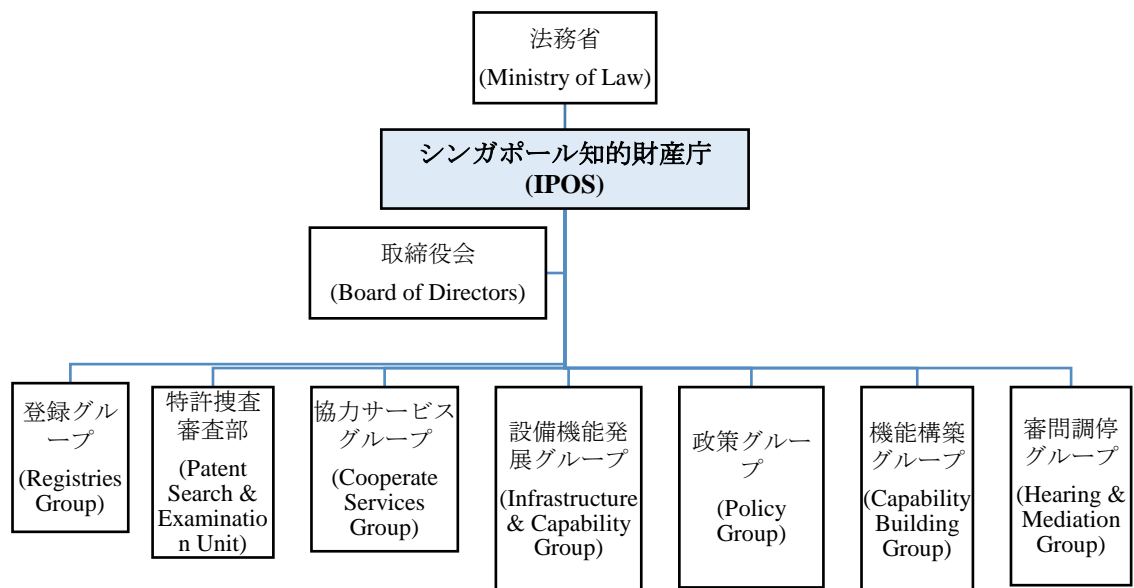 法務省
(Ministry of Law)
シンガポール知的財産庁
(IPOS)
取締役会
(Board of Directors)
登録グル
ープ
(Registries
Group)
特許捜査
審査部
(Patent
Search &
Examinatio
n Unit)
協力サービス
グループ
(Cooperate
Services
Group)
設備機能発
展グループ
(Infrastructure
& Capability
Group)
政策グルー
プ
(Policy
Group)
機能構築
グループ
(Capability
Building
Group)
審問調停
グループ
(Hearing &
Mediation
Group)